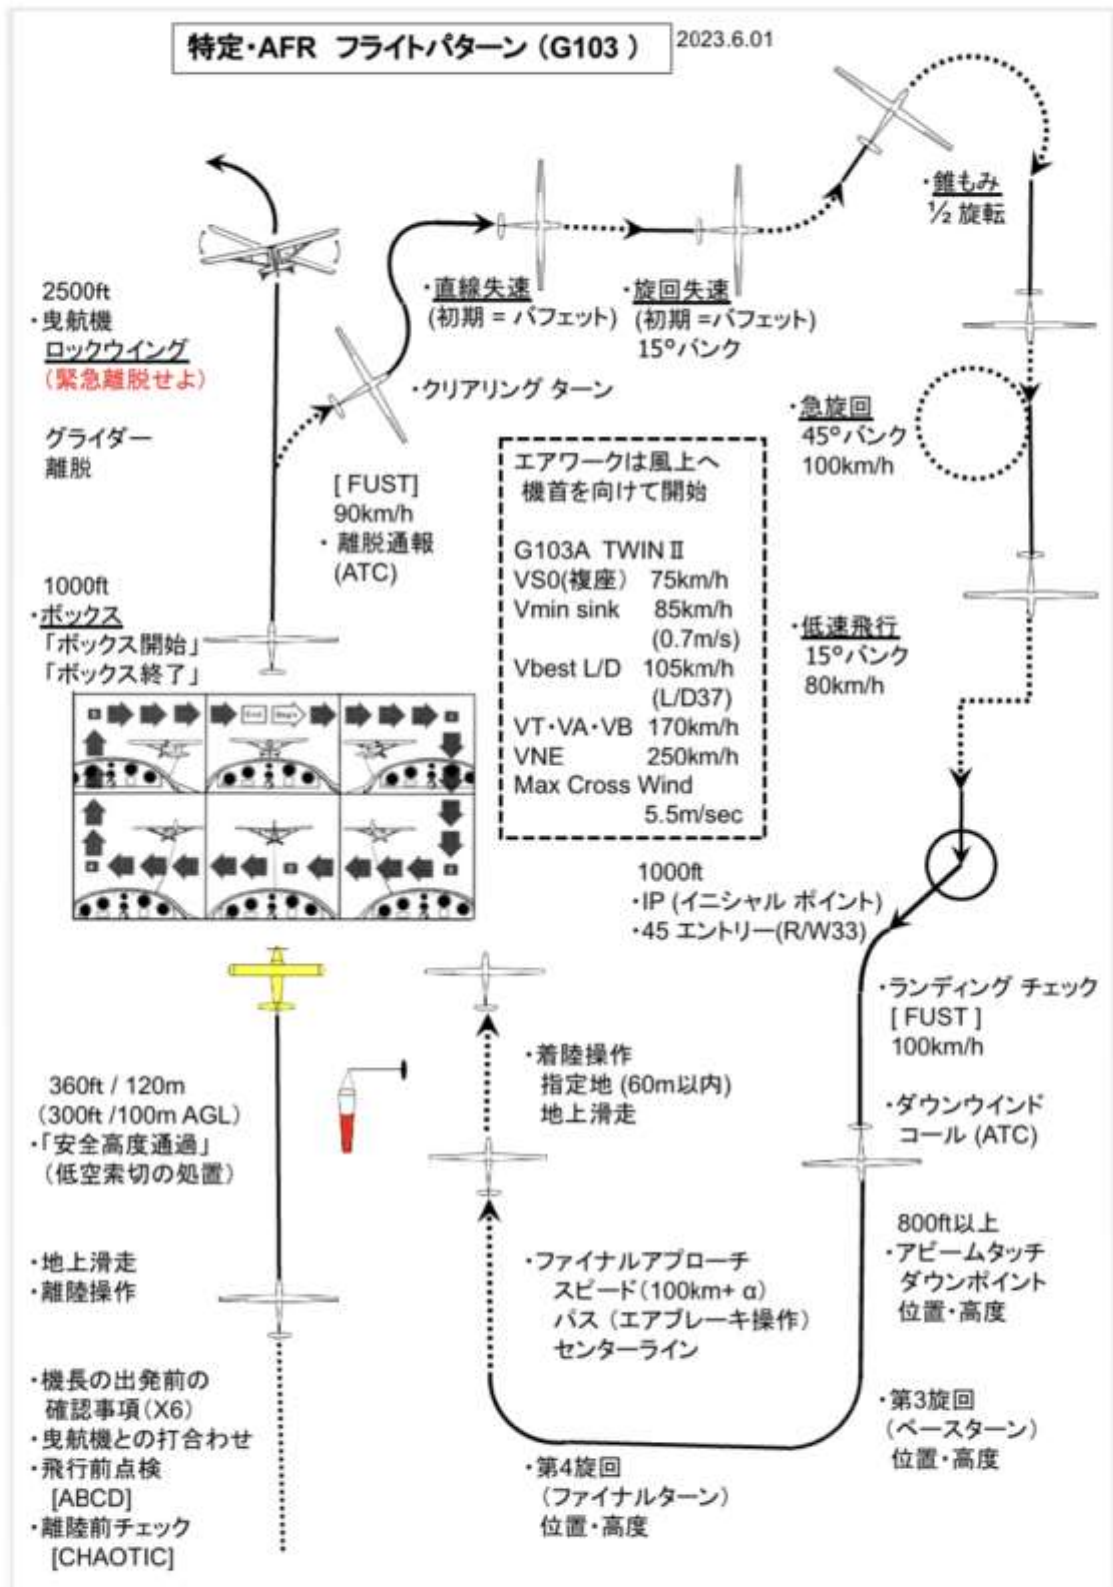 特定・AFR フライトパターン（G103 ）
2023.6.01
2500ft
・曳航機
ロックウイング
（緊急離脱せよ）
グライダー
離脱
[ FUST]
90km/h
・ 離脱通報
(ATC)
・クリアリング ターン
・直線失速
(初期 = バフェット)
・旋回失速
(初期 =バフェット)
15°バンク
・錐もみ
½ 旋転
・急旋回
45°バンク
100km/h
・低速飛行
15°バンク
80km/h
エアワークは風上へ
機首を向けて開始
G103A TWINⅡ
VS0(複座） 75km/h
Vmin sink 85km/h
(0.7m/s)
Vbest L/D 105km/h
(L/D37)
VT・VA・VB 170km/h
VNE 250km/h
Max Cross Wind
5.5m/sec
1000ft
・ボックス
「ボックス開始」
「ボックス終了」
End
Begin
1000ft
・IP (イニシャル ポイント)
・45 エントリー(R/W33)
・ランディング チェック
[ FUST ]
100km/h
・ダウンウインド
コール (ATC)
800ft以上
・アビームタッチ
ダウンポイント
位置・高度
・第3旋回
（ベースターン）
位置・高度
・第4旋回
（ファイナルターン）
位置・高度
・ファイナルアプローチ
スピード（100km+ α）
パス （エアブレーキ操作）
センターライン
・着陸操作
指定地 (60m以内)
地上滑走
360ft / 120m
（300ft /100m AGL）
・「安全高度通過」
（低空索切の処置）
・地上滑走
・離陸操作
・機長の出発前の
確認事項（X6）
・曳航機との打合わせ
・飛行前点検
[ABCD]
・離陸前チェック
[CHAOTIC]